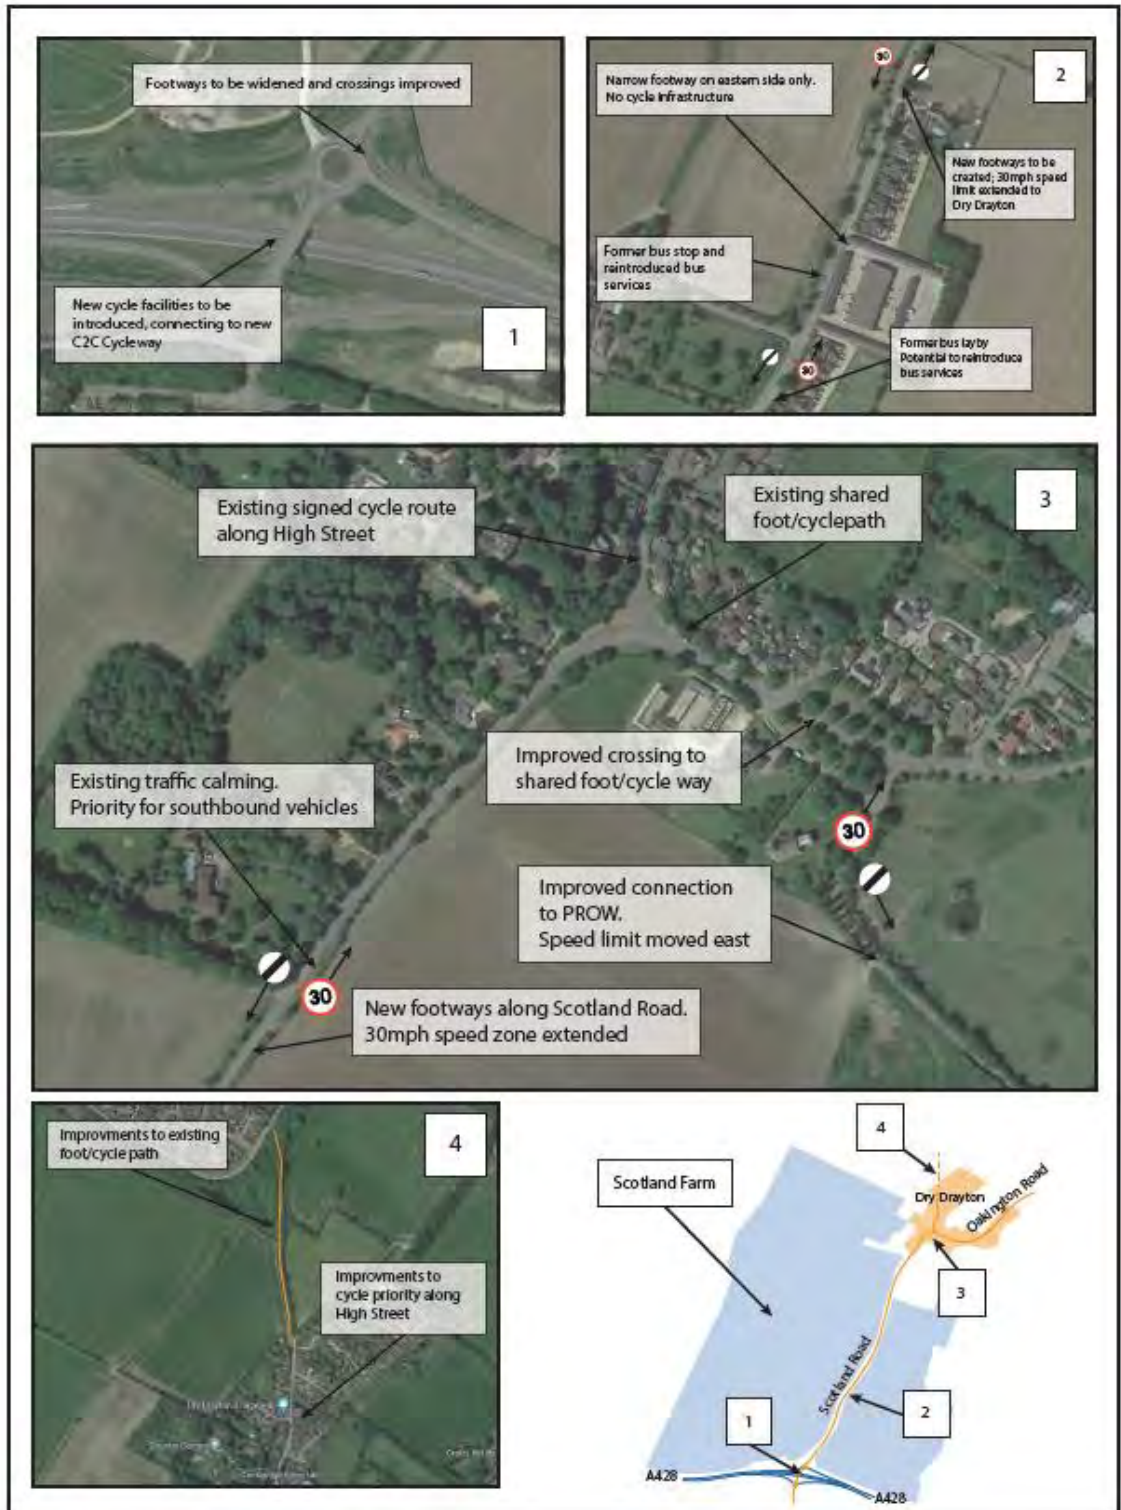 Footways to be widened and crossings improved
New cycle facilities to be
introduced, connecting to new
C2C Cycleway
1
30
2
Narrow footway on eastern side only.
No cycle infrastructure
New footways to be
created; 30mph speed
limit extended to
Dry Drayton
Former bus stop and
reintroduced bus
services
30
Former bus layby
Potential to reintroduce
bus services
Existing signed cycle route
along High Street
Existing shared
foot/cyclepath
3
Improved crossing to
shared foot/cycle way
Existing traffic calming.
Priority for southbound vehicles
30
Improved connection
to PROW.
Speed limit moved east
30
New footways along Scotland Road.
30mph speed zone extended
Improvments to existing
foot/cycle path
4
Improvments to
cycle priority along
High Street
4
Scotland Farm
Dry Drayton
Oakington Road
3
Scotland Road
2
1
A428
A428